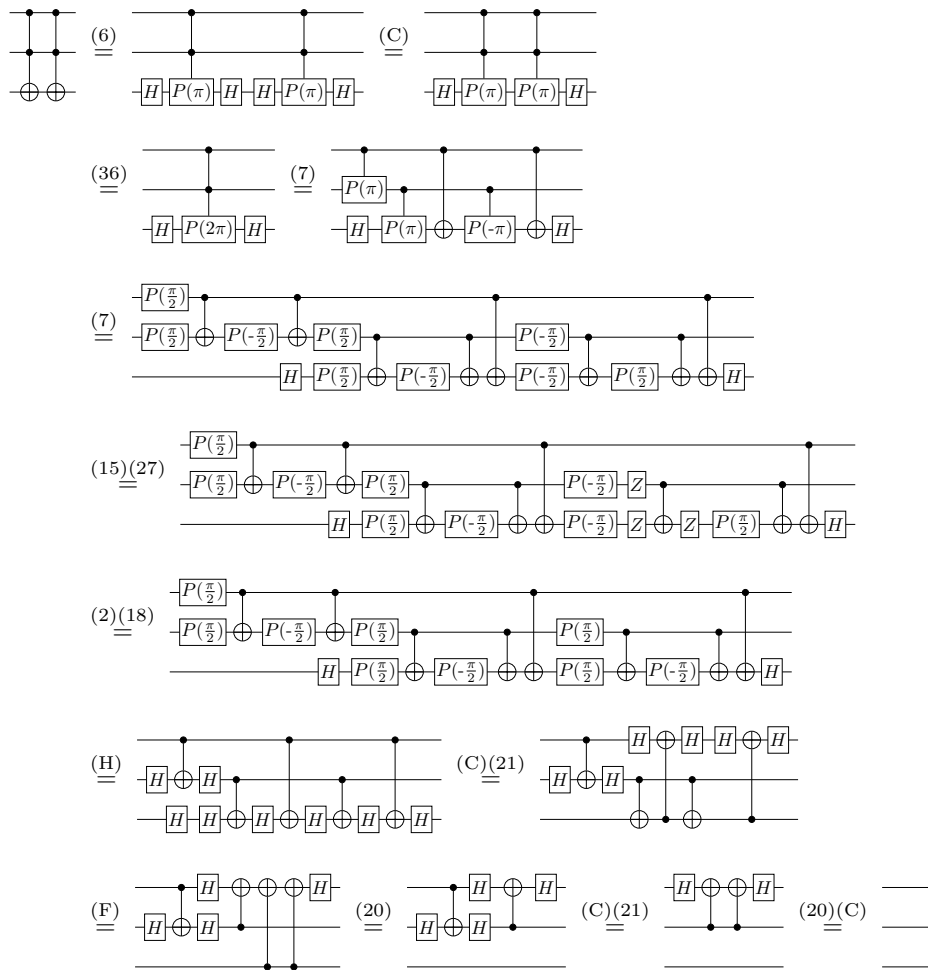 (6) (C)
= =
H P(π) H H P(π) H H P(π) P(π) H
(36) (7)
= =
P(π)
H P(2π) H H P(π) P(-π) H
P(π/2)
(7)
= P(π/2) P(-π/2) P(π/2) P(-π/2)
H P(π/2) P(-π/2) P(-π/2) P(π/2) H
P(π/2)
(15)(27)
= P(π/2) P(-π/2) P(π/2) P(-π/2) Z
H P(π/2) P(-π/2) P(-π/2) Z Z P(π/2) H
P(π/2)
(2)(18)
= P(π/2) P(-π/2) P(π/2) P(π/2)
H P(π/2) P(-π/2) P(π/2) P(-π/2) H
H H H H
(H) (C)(21)
= H H = H H
H H H H H H
H H H H H H
(F) (20) (C)(21) (20)(C)
= H H = H H = =